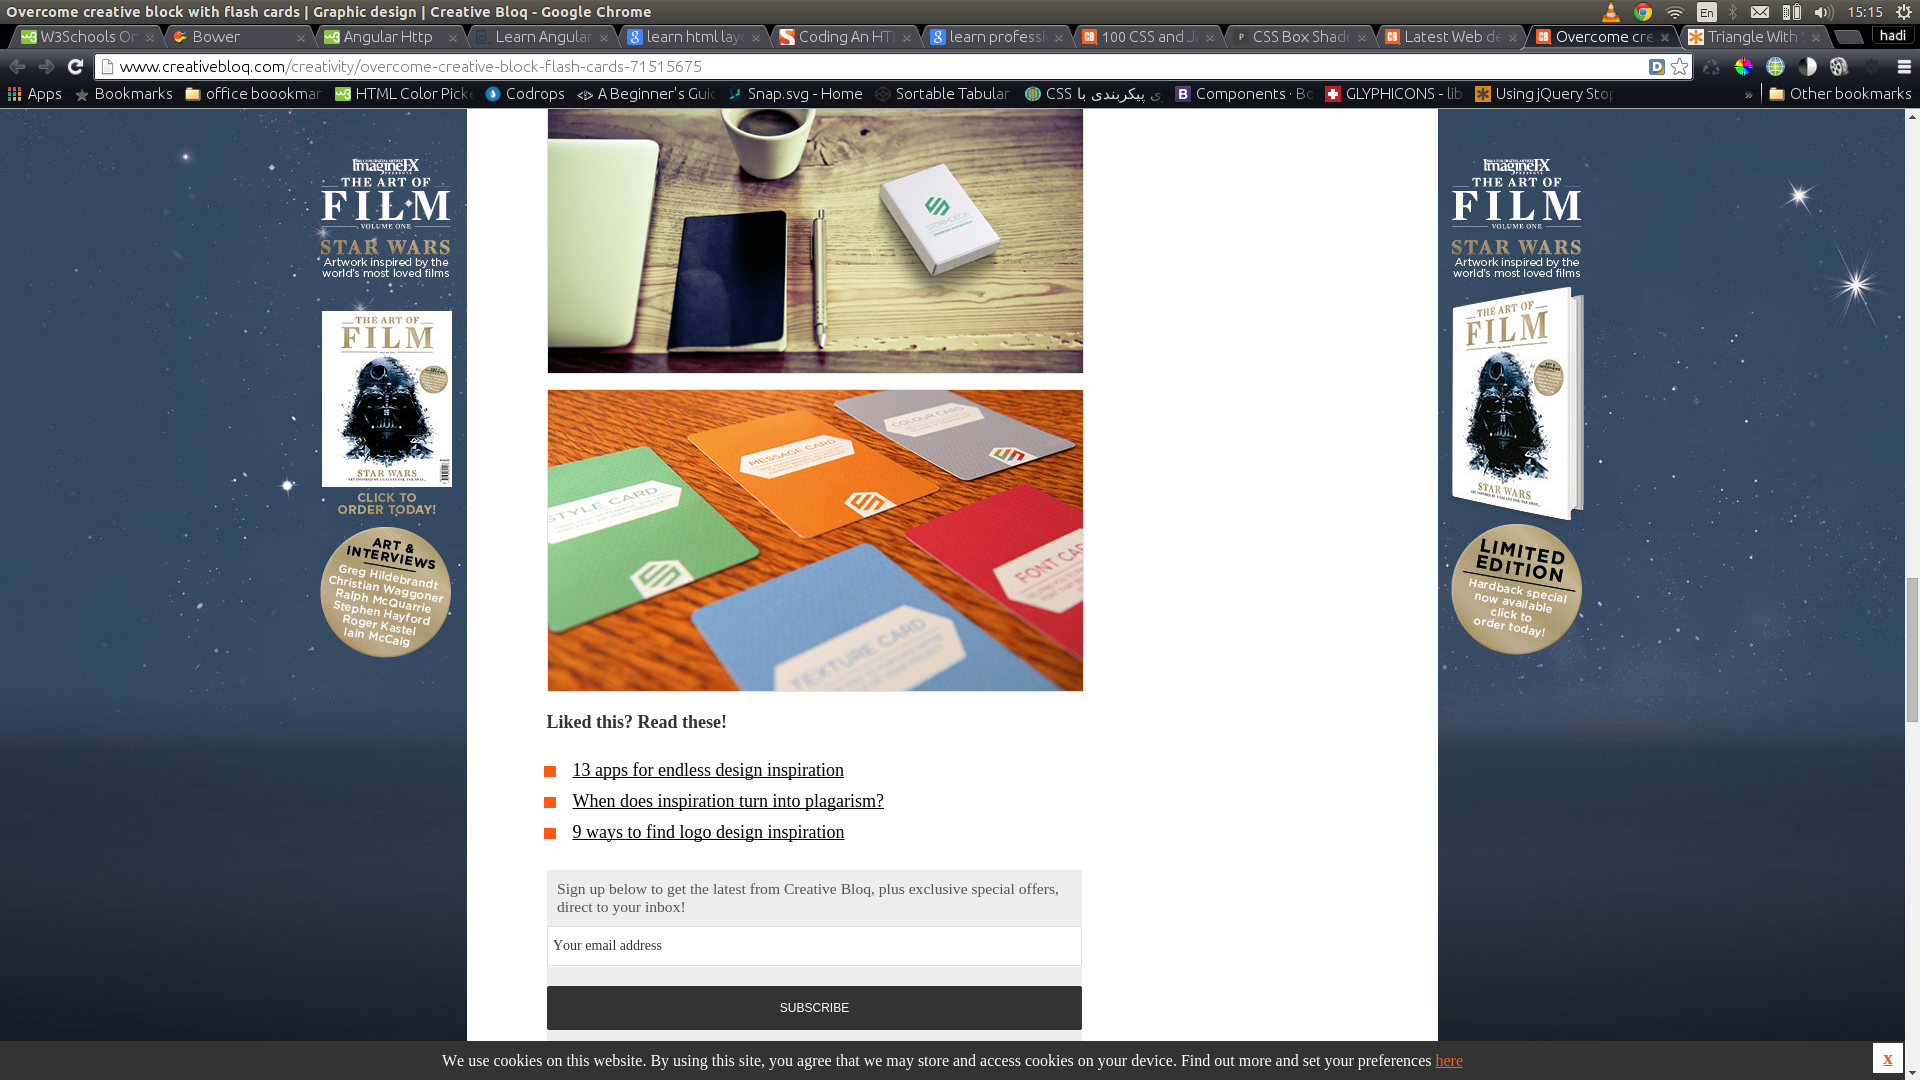 Overcome creative block with flash cards | Graphic design | Creative Bloq - Google Chrome
En
15:15
W3Schools On
Bower
Angular Http
Learn Angular
learn html layo
Coding An HTM
learn professi
100 CSS and Ja
CSS Box Shado
Latest Web de
Overcome cre
Triangle With S
hadi
www.creativebloq.com/creativity/overcome-creative-block-flash-cards-71515675
Apps
Bookmarks
office boookmar
HTML Color Picke
Codrops
A Beginner's Guid
Snap.svg - Home
Sortable Tabular
CSS ی پیکربندی با
Components · Bo
GLYPHICONS - lib
Using jQuery Stop
»
Other bookmarks
ImagineFX
PRESENTS
THE ART OF
FILM
VOLUME ONE
STAR WARS
Artwork inspired by the
world's most loved films
THE ART OF
FILM
STAR WARS
CLICK TO
ORDER TODAY!
ART &
INTERVIEWS
Greg Hildebrandt
Christian Waggoner
Ralph McQuarrie
Stephen Hayford
Roger Kastel
Iain McCaig
STORMDECK
STYLE CARD
MESSAGE CARD
COLOUR CARD
FONT CAR
TEXTURE CARD
Liked this? Read these!
13 apps for endless design inspiration
When does inspiration turn into plagarism?
9 ways to find logo design inspiration
Sign up below to get the latest from Creative Bloq, plus exclusive special offers,
direct to your inbox!
Your email address
SUBSCRIBE
ImagineFX
PRESENTS
THE ART OF
FILM
VOLUME ONE
STAR WARS
Artwork inspired by the
world's most loved films
THE ART OF
FILM
STAR WARS
LIMITED
EDITION
Hardback special
now available
click to
order today!
We use cookies on this website. By using this site, you agree that we may store and access cookies on your device. Find out more and set your preferences here
x